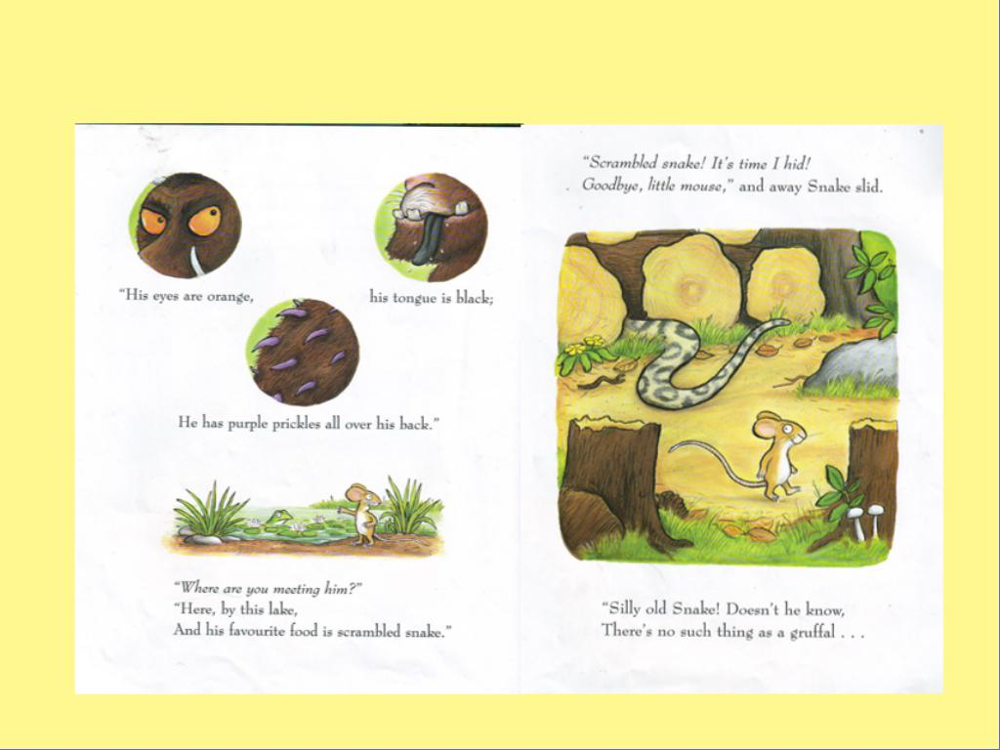 “His eyes are orange,
his tongue is black;
He has purple prickles all over his back.”
“Where are you meeting him?”
“Here, by this lake,
And his favourite food is scrambled snake.”
“Scrambled snake! It’s time I hid!
Goodbye, little mouse,” and away Snake slid.
“Silly old Snake! Doesn’t he know,
There’s no such thing as a gruffal . . .